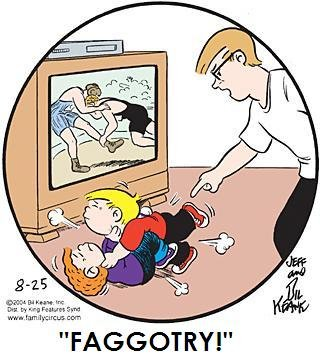 8-25
JEFF
and
BIL
KEANE
©2004 Bil Keane, Inc.
Dist. by King Features Synd.
www.familycircus.com
"FAGGOTRY!"